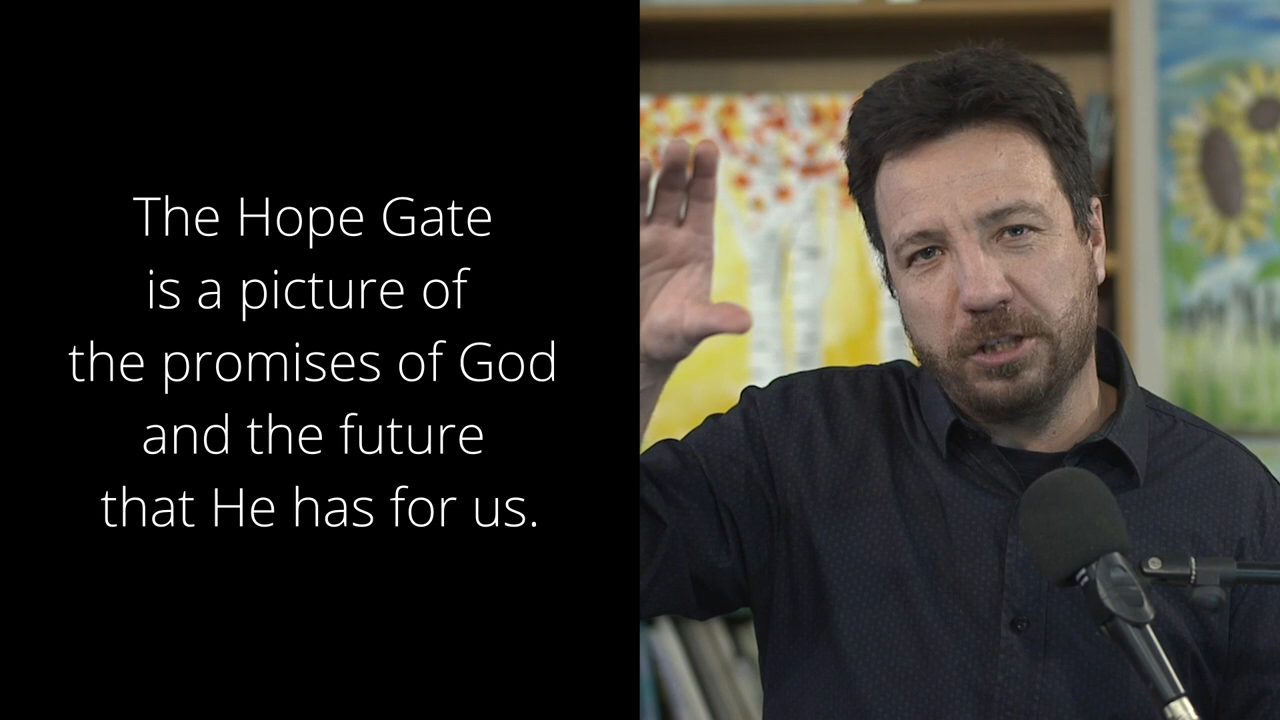 The Hope Gate
is a picture of
the promises of God
and the future
that He has for us.